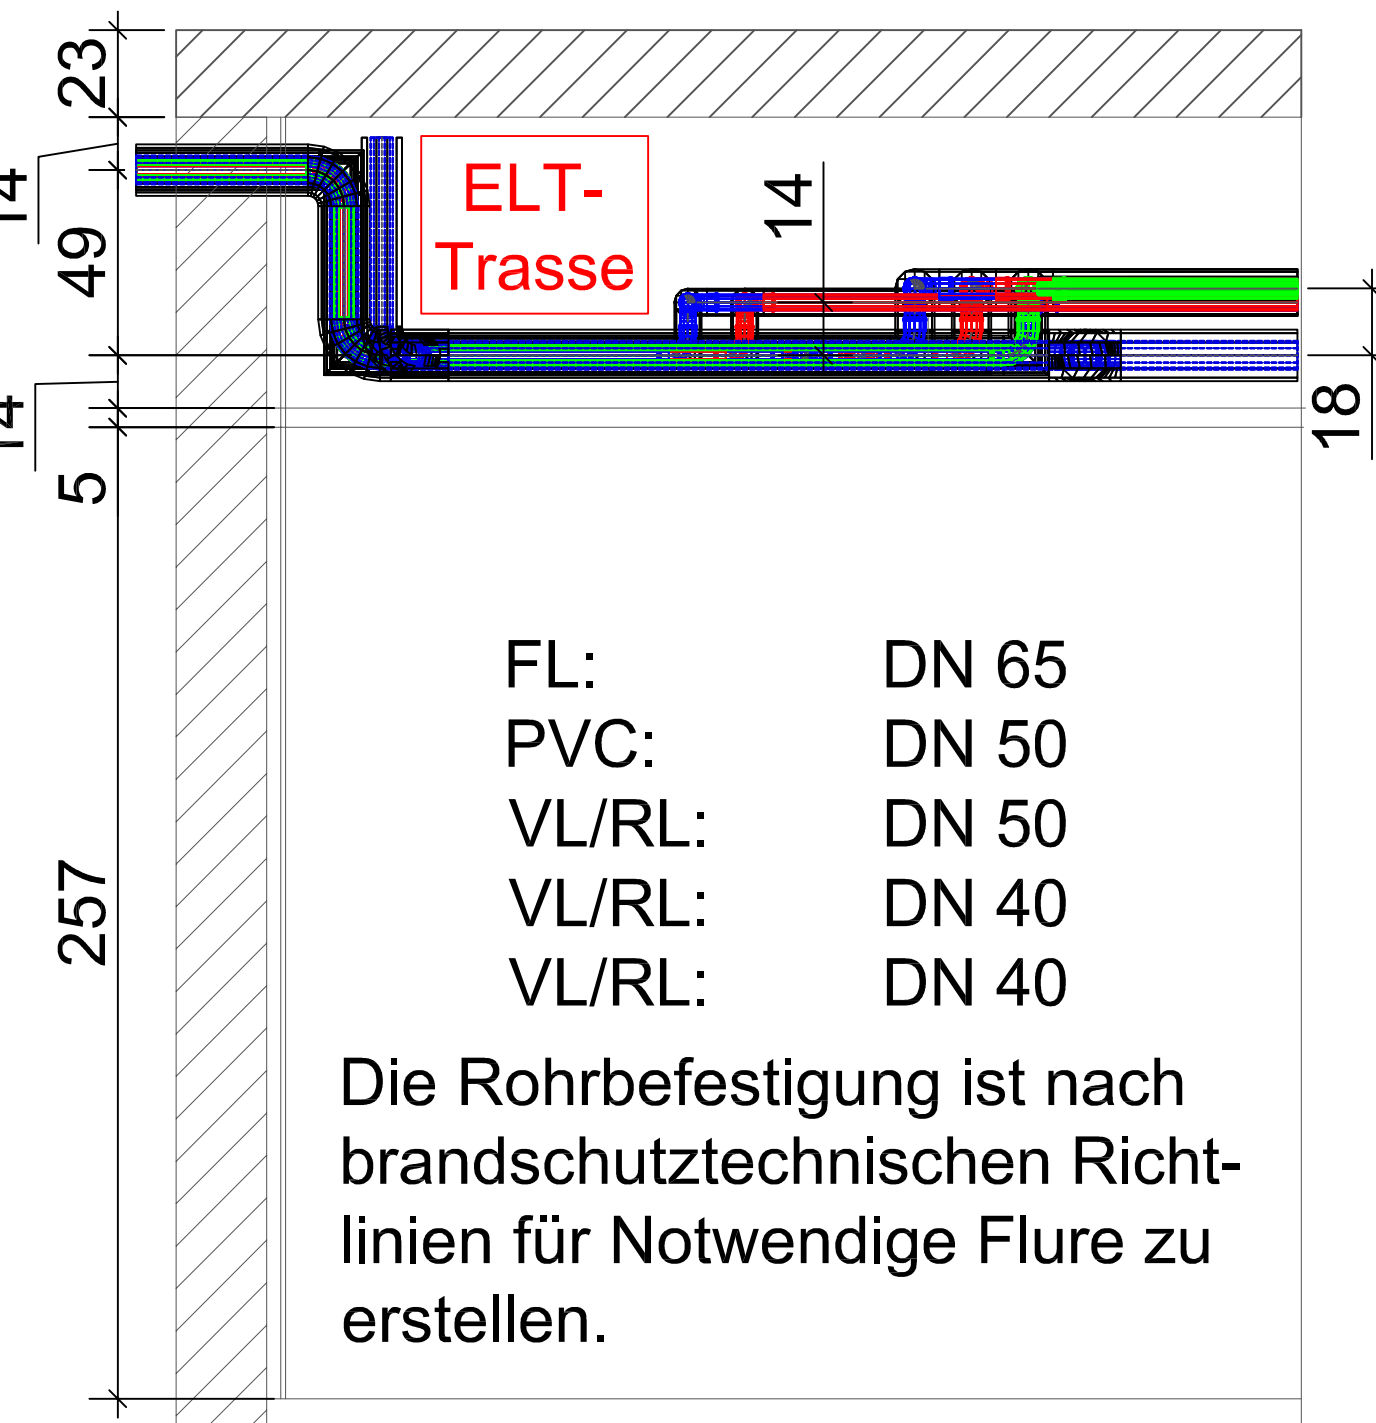 23
14
49
14
5
257
ELT-
Trasse
14
18
FL: DN 65
PVC: DN 50
VL/RL: DN 50
VL/RL: DN 40
VL/RL: DN 40
Die Rohrbefestigung ist nach
brandschutztechnischen Richt-
linien für Notwendige Flure zu
erstellen.